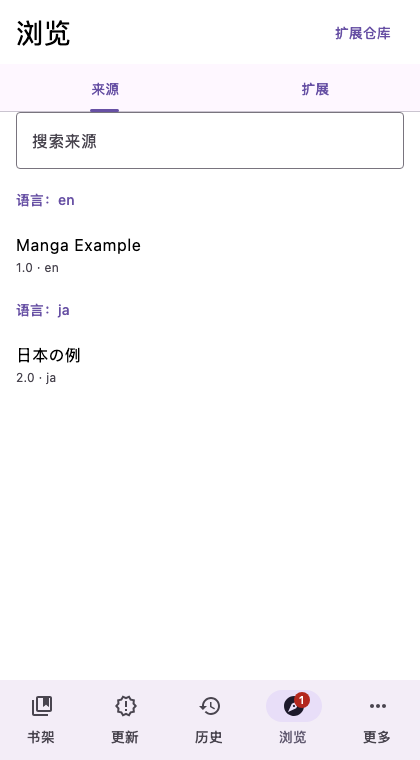 浏览
扩展仓库
来源
扩展
搜索来源
语言：en
Manga Example
1.0 · en
语言：ja
日本の例
2.0 · ja
1
书架
更新
历史
浏览
更多